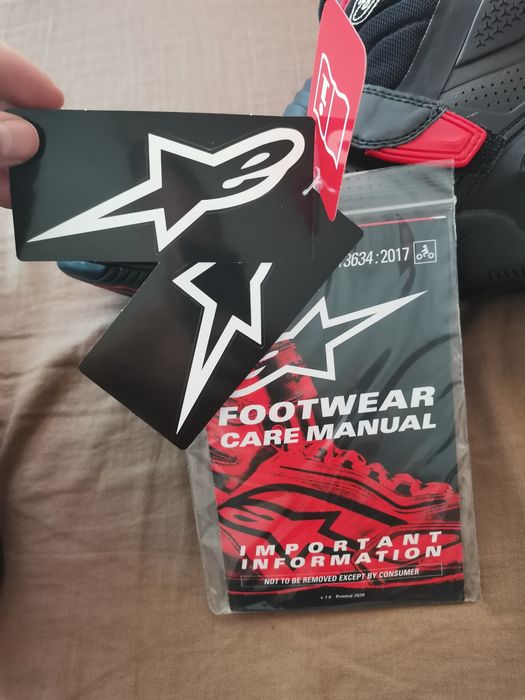 13634:2017
FOOTWEAR
CARE MANUAL
IMPORTANT
INFORMATION
NOT TO BE REMOVED EXCEPT BY CONSUMER
v 1.6 Printed 2020